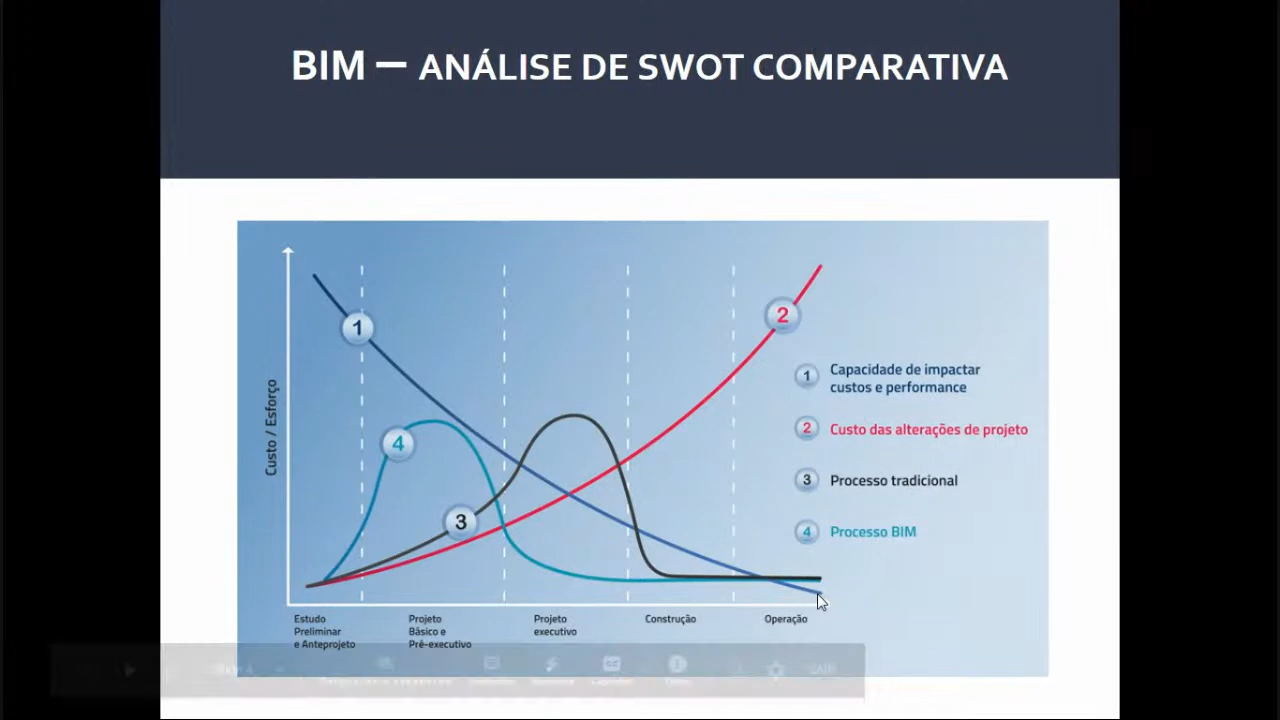 BIM – ANÁLISE DE SWOT COMPARATIVA
1
2
4
3
Custo / Esforço
1 Capacidade de impactar
custos e performance
2 Custo das alterações de projeto
3 Processo tradicional
4 Processo BIM
Estudo
Preliminar
e Anteprojeto
Projeto
Básico e
Pré-executivo
Projeto
executivo
Construção
Operação